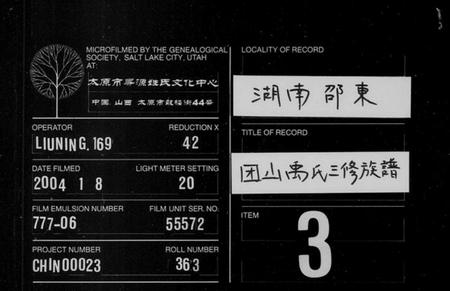 MICROFILMED BY THE GENEALOGICAL
SOCIETY, SALT LAKE CITY, UTAH
AT:
太原市寻源姓氏文化中心
中国 山西 太原市鼓楼街44号
OPERATOR
LIUNING.169
REDUCTION X
42
DATE FILMED
2004 1 8
LIGHT METER SETTING
20
FILM EMULSION NUMBER
777-06
FILM UNIT SER. NO.
55572
PROJECT NUMBER
CHIN00023
ROLL NUMBER
363
LOCALITY OF RECORD
湖南 邵東
TITLE OF RECORD
团山禹氏三修族譜
ITEM
3